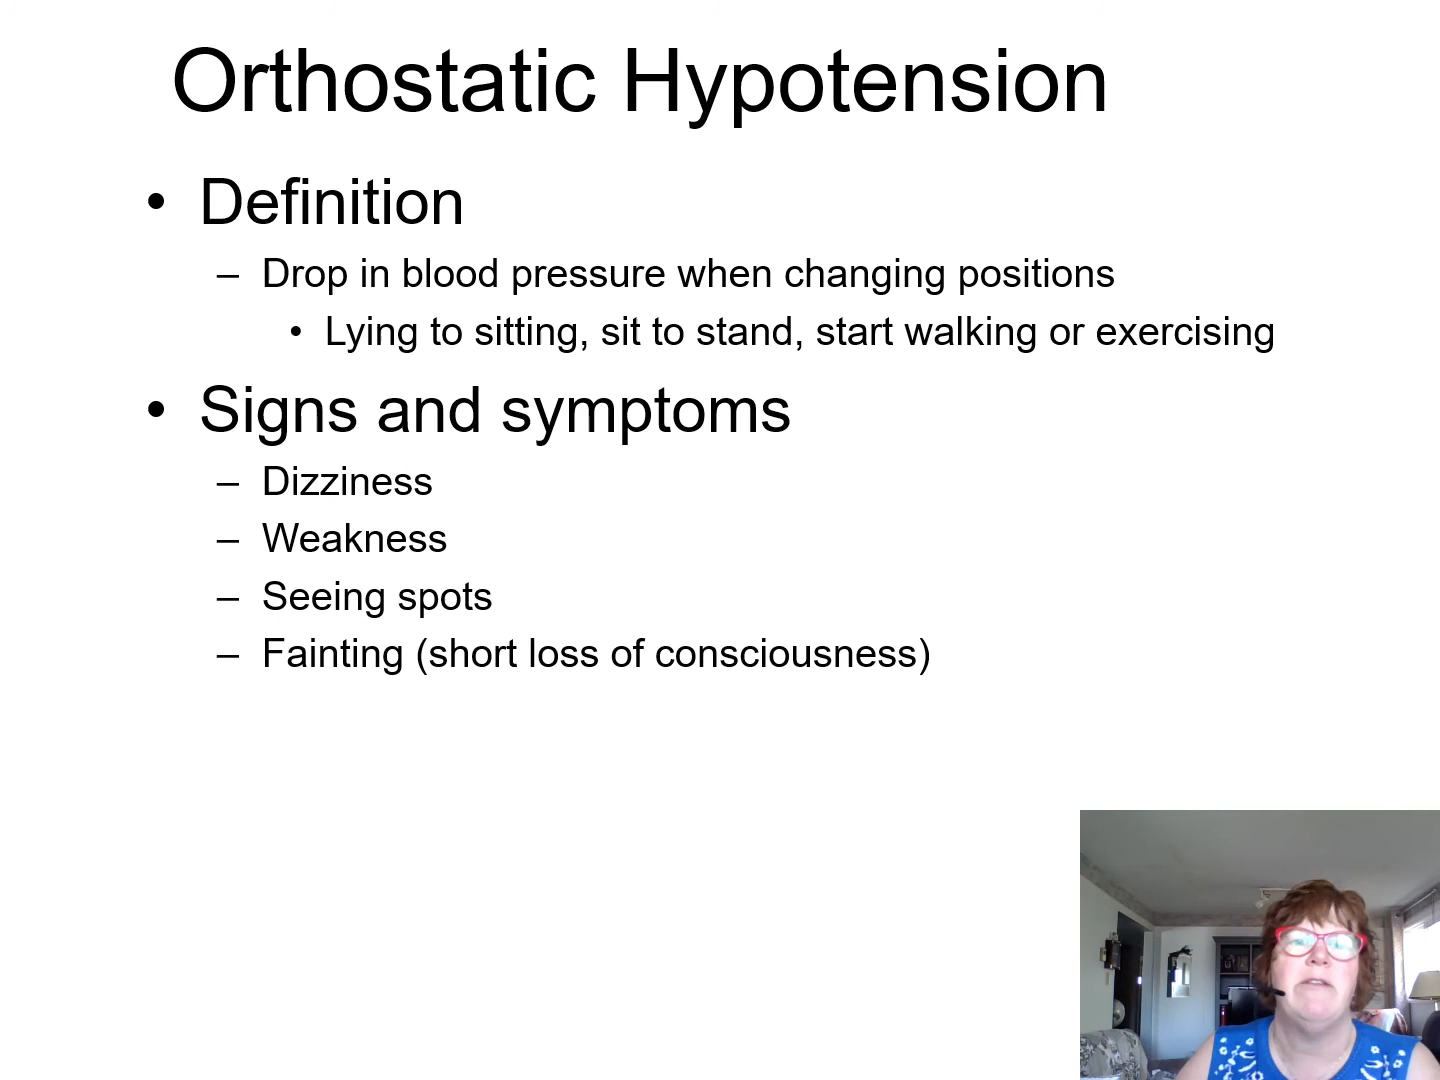 Orthostatic Hypotension
• Definition
– Drop in blood pressure when changing positions
• Lying to sitting, sit to stand, start walking or exercising
• Signs and symptoms
– Dizziness
– Weakness
– Seeing spots
– Fainting (short loss of consciousness)